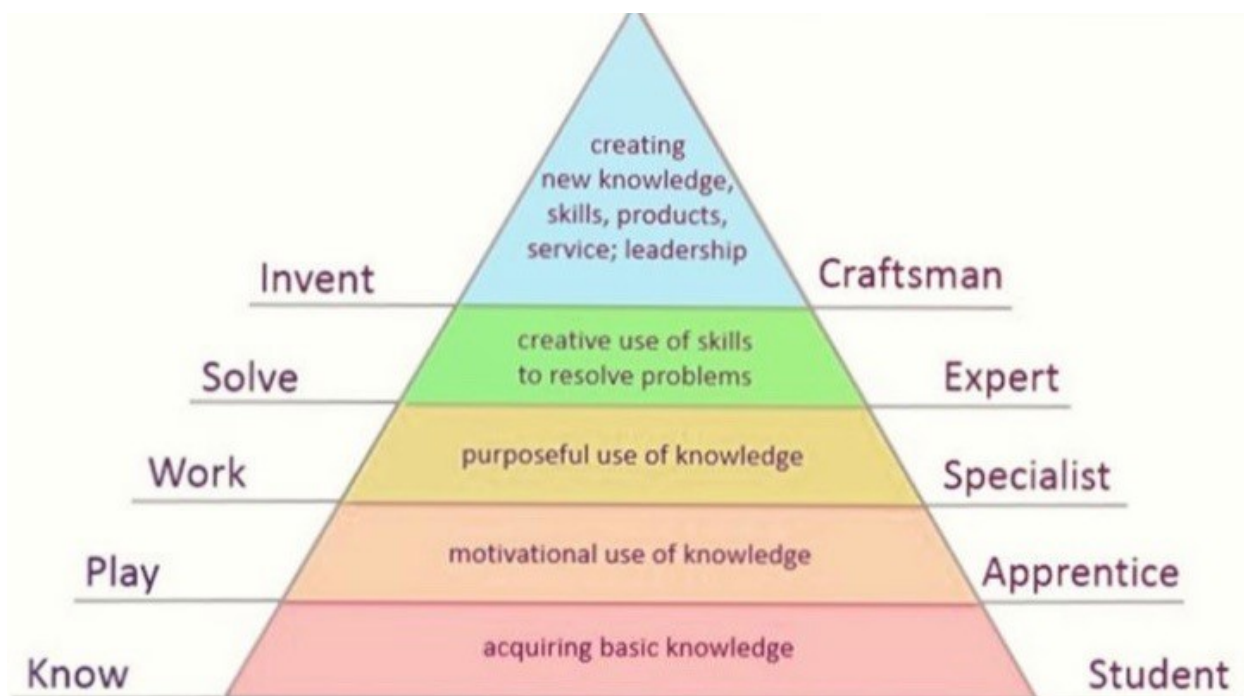 creating
new knowledge,
skills, products,
service; leadership
Invent
Craftsman
creative use of skills
to resolve problems
Solve
Expert
purposeful use of knowledge
Work
Specialist
motivational use of knowledge
Play
Apprentice
acquiring basic knowledge
Know
Student